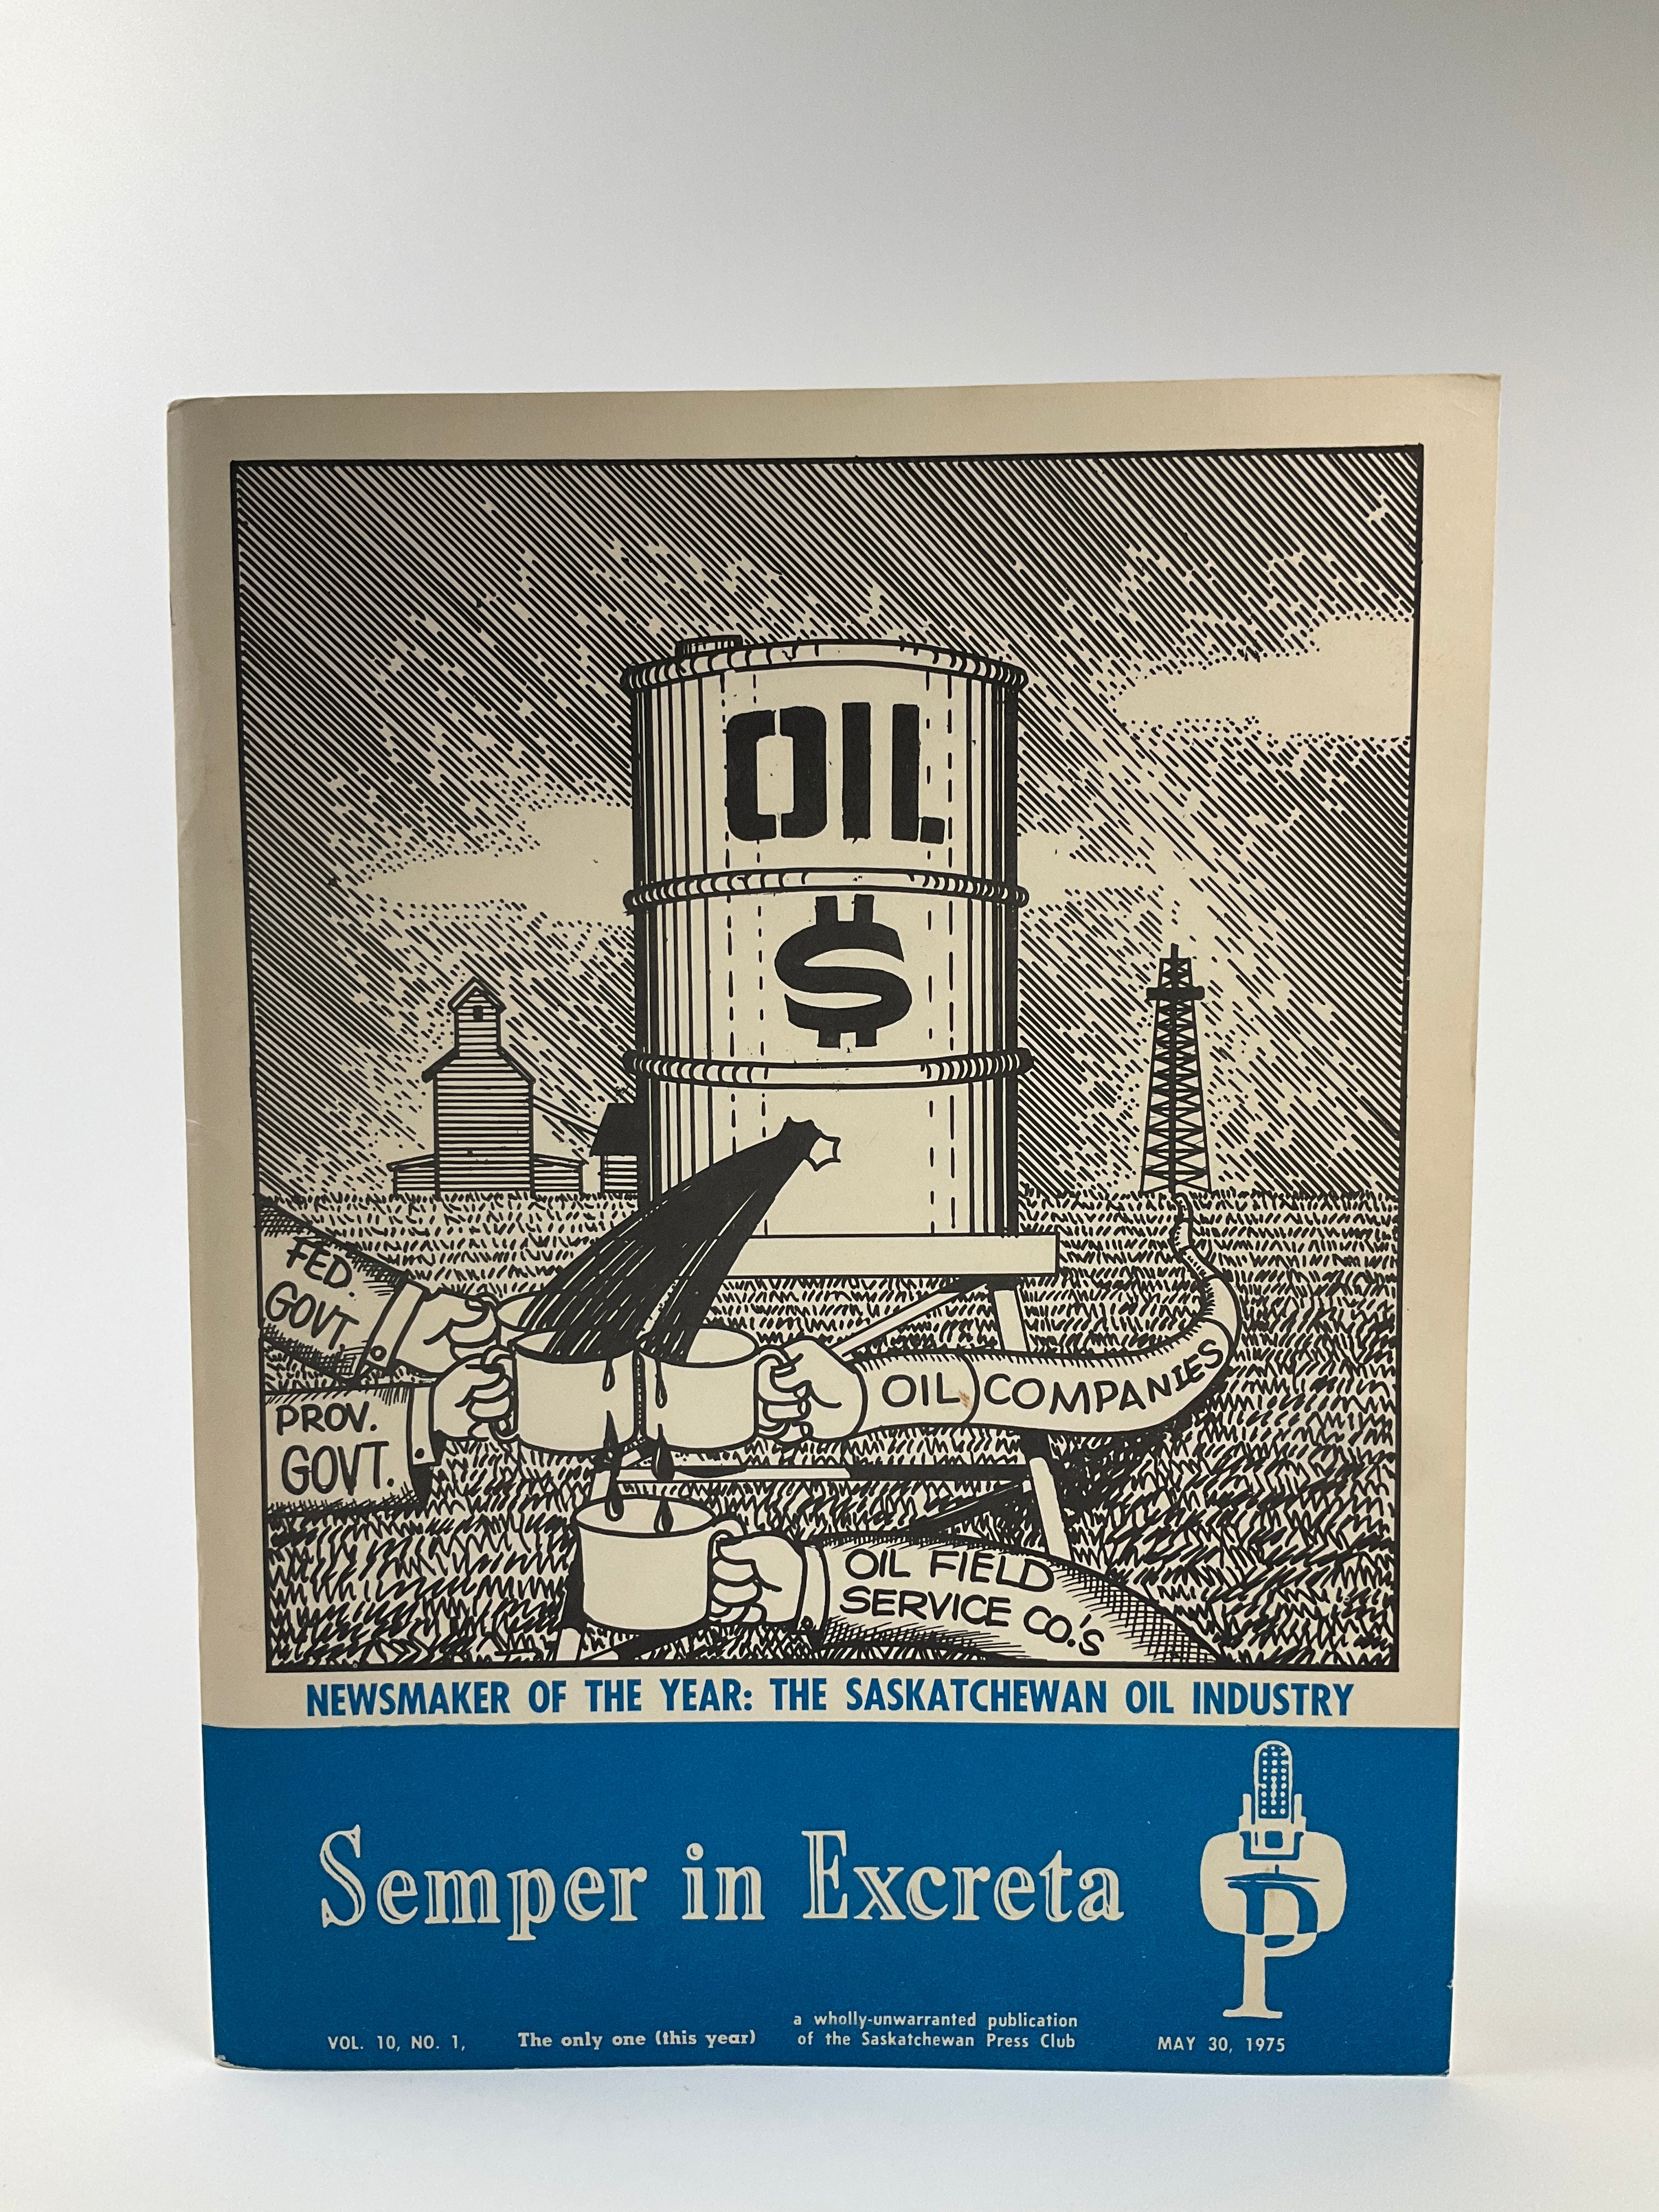 OIL
$
FED.
GOVT.
PROV.
GOVT.
OIL COMPANIES
OIL FIELD
SERVICE CO.'S
NEWSMAKER OF THE YEAR: THE SASKATCHEWAN OIL INDUSTRY
Semper in Excreta
P
VOL. 10, NO. 1,
The only one (this year)
a wholly-unwarranted publication
of the Saskatchewan Press Club
MAY 30, 1975